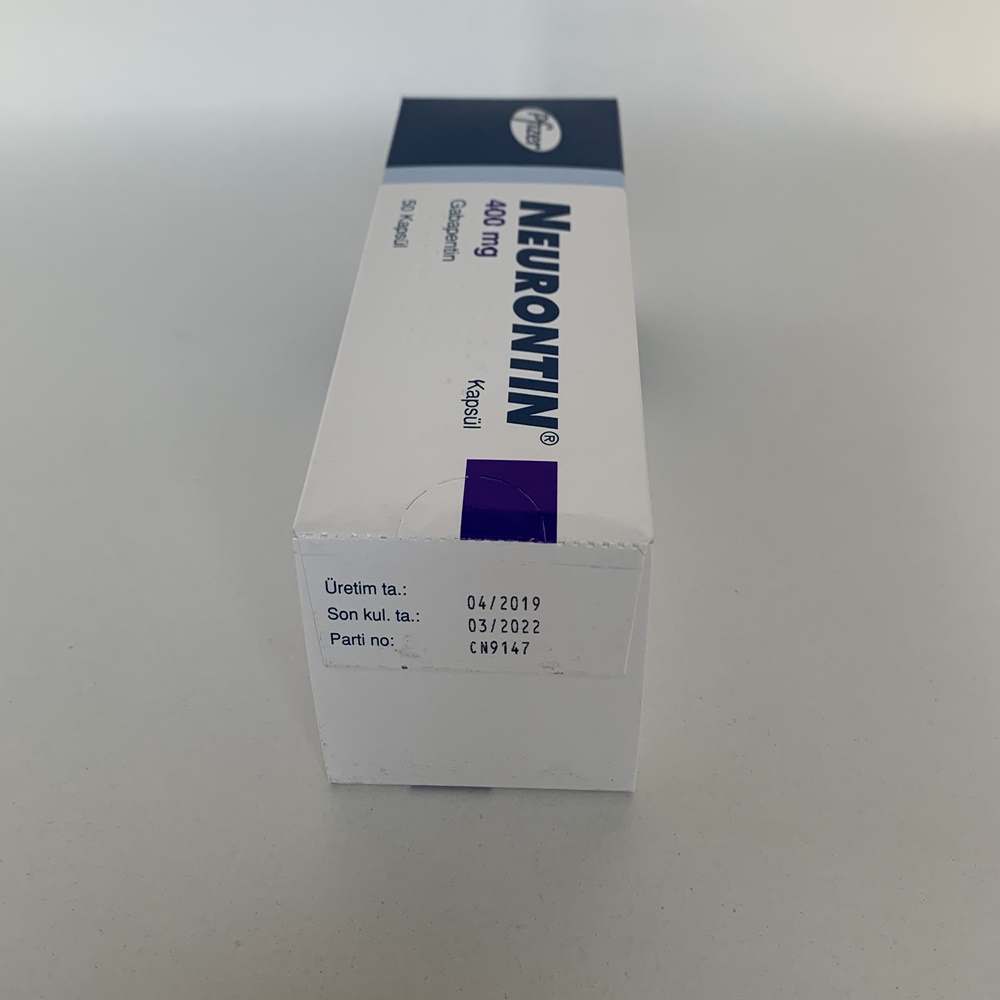 Pfizer
NEURONTIN®
400 mg Kapsül
Gabapentin
50 Kapsül
Üretim ta.: 04/2019
Son kul. ta.: 03/2022
Parti no: CN9147